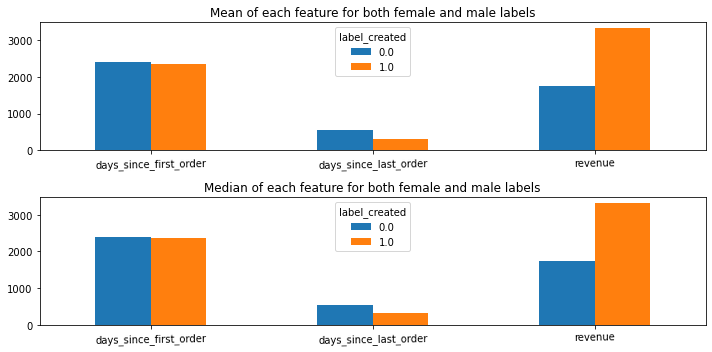 Mean of each feature for both female and male labels
3000
2000
1000
0
label_created
0.0
1.0
days_since_first_order
days_since_last_order
revenue
Median of each feature for both female and male labels
3000
2000
1000
0
label_created
0.0
1.0
days_since_first_order
days_since_last_order
revenue